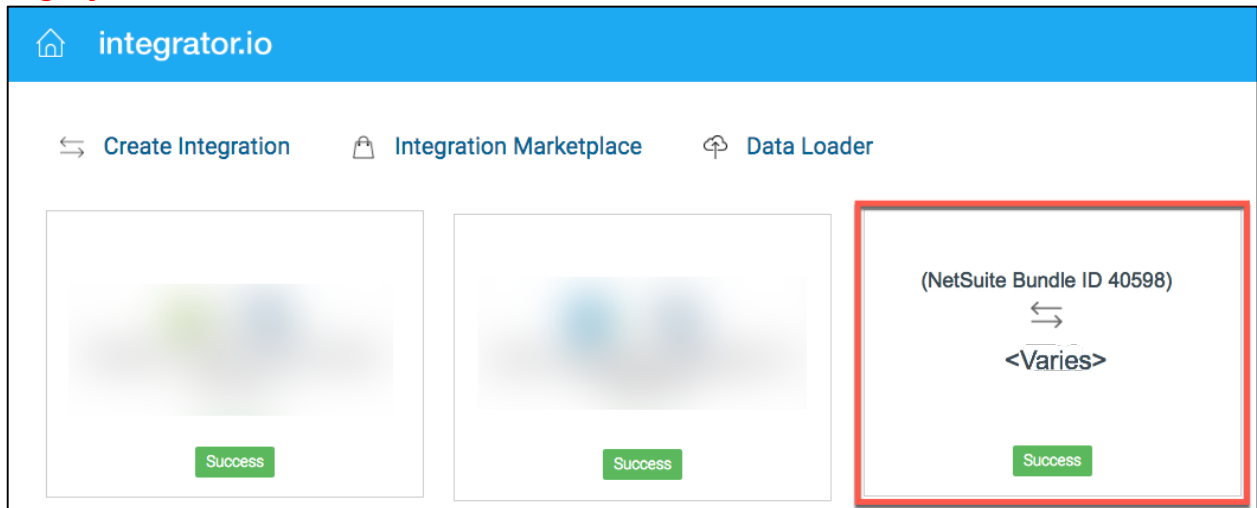 integrator.io
Create Integration Integration Marketplace Data Loader
(NetSuite Bundle ID 40598)
<Varies>
Success Success Success